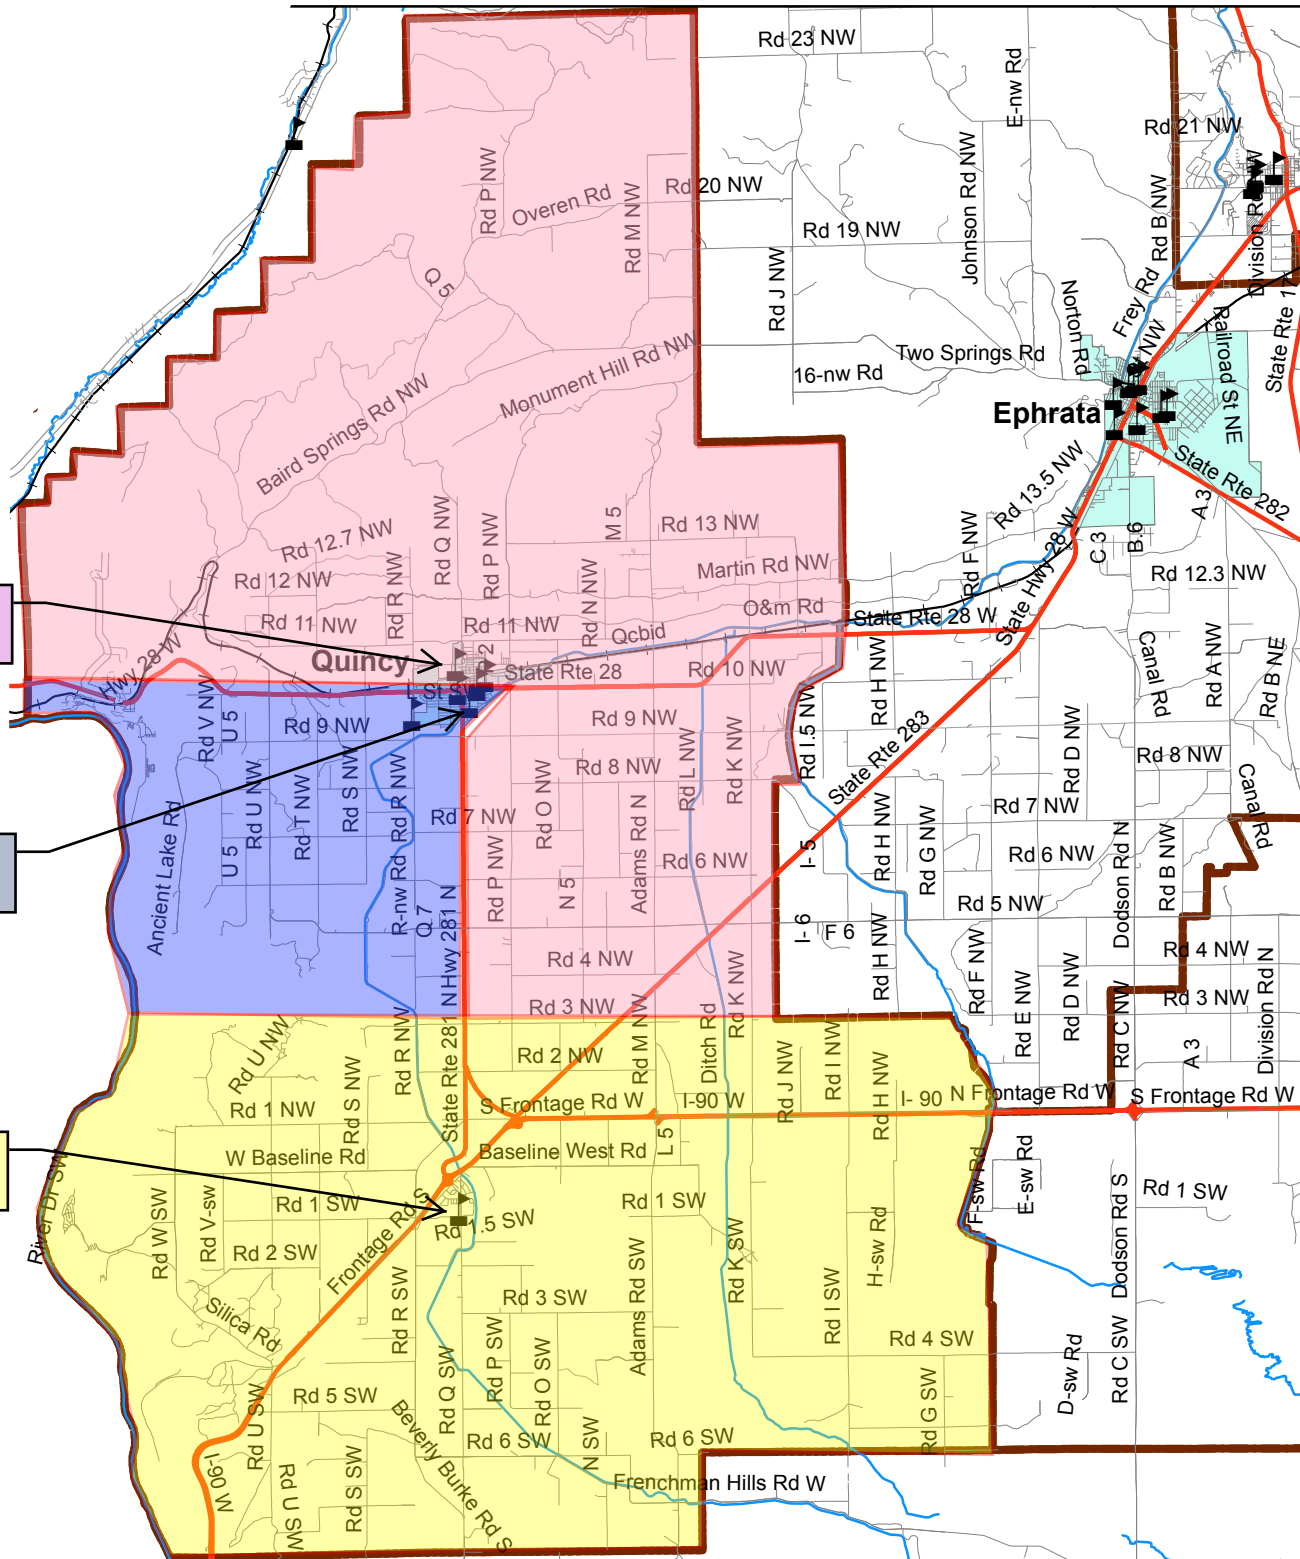 Rd 23 NW
E-nw Rd
Rd 21 NW
Rd P NW
Johnson Rd NW
Rd 20 NW
Overen Rd
Rd M NW
Rd B NW
Rd 19 NW
Q 5
Rd J NW
Norton Rd
Frey Rd
Railroad St NE
State Rte 17
Two Springs Rd
Monument Hill Rd NW
16-nw Rd
Baird Springs Rd NW
Ephrata
State Rte 282
Rd 13.5 NW
A.3
Rd 12.7 NW
Rd Q NW
Rd P NW
M 5
Rd 13 NW
Rd F NW
State Hwy 28 W
C.3
B.6
Rd 12 NW
Rd R NW
Rd N NW
Martin Rd NW
Rd 12.3 NW
Rd 11 NW
Rd 11 NW
O&m Rd
State Rte 28 W
Qcbid
Quincy
State Rte 28
Rd 10 NW
Hwy 28 W
Rd H NW
Canal Rd
Rd A NW
Rd B NE
Rd V NW
U 5
Rd 9 NW
Rd 9 NW
Rd I.5 NW
State Rte 283
Rd D NW
Rd 8 NW
Rd 8 NW
Rd U NW
Rd T NW
Rd S NW
Rd R NW
Rd O NW
Rd L NW
Rd K NW
Canal Rd
Rd 7 NW
Rd 7 NW
Ancient Lake Rd
U 5
R-nw Rd
Q.7
Rd P NW
N 5
Adams Rd N
Rd 6 NW
I- 5
Rd H NW
Rd G NW
Rd 6 NW
Dodson Rd N
Rd B NW
Rd 5 NW
I- 6
F 6
Rd 4 NW
Rd H NW
Rd F NW
Rd 4 NW
Rd 3 NW
Rd K NW
Rd E NW
Rd D NW
Rd C NW
Rd 3 NW
Division Rd N
Rd U NW
Rd R NW
State Rte 281 N
Hwy 281 N
Rd 2 NW
Rd M NW
Ditch Rd
Rd J NW
Rd I NW
A 3
Rd 1 NW
Rd S NW
S Frontage Rd W
I-90 W
Rd H NW
I- 90
N Frontage Rd W
S Frontage Rd W
W Baseline Rd
Baseline West Rd
L 5
River Dr SW
Rd W SW
Rd V-sw
Rd 1 SW
Rd 1 SW
F-sw Rd
E-sw Rd
Dodson Rd S
Rd 1 SW
Rd 1.5 SW
Rd 2 SW
Frontage Rd S
H-sw Rd
Rd K SW
Silica Rd
Rd R SW
Rd 3 SW
Adams Rd SW
Rd I SW
Rd 4 SW
Rd Q SW
Rd P SW
Rd O SW
D-sw Rd
Rd C SW
Rd 5 SW
Rd U SW
Rd G SW
Beverly Burke Rd S
Rd 6 SW
N SW
Rd 6 SW
I-90 W
Rd U SW
Rd S SW
Frenchman Hills Rd W